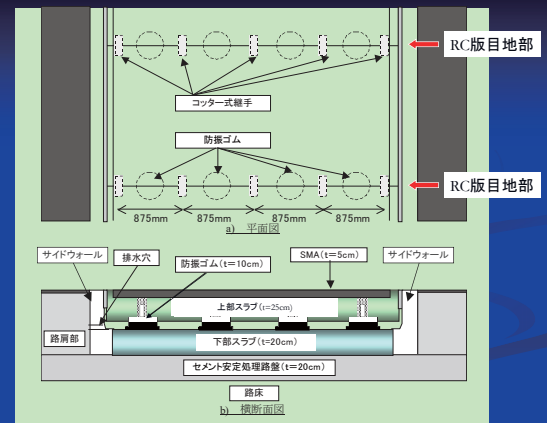 RC版目地部
コッター式継手
防振ゴム
RC版目地部
875mm 875mm 875mm 875mm
a) 平面図
サイドウォール
排水穴
防振ゴム(t=10cm)
SMA(t=5cm)
サイドウォール
上部スラブ(t=25cm)
路肩部
下部スラブ(t=20cm)
セメント安定処理路盤(t=20cm)
路床
b) 横断面図